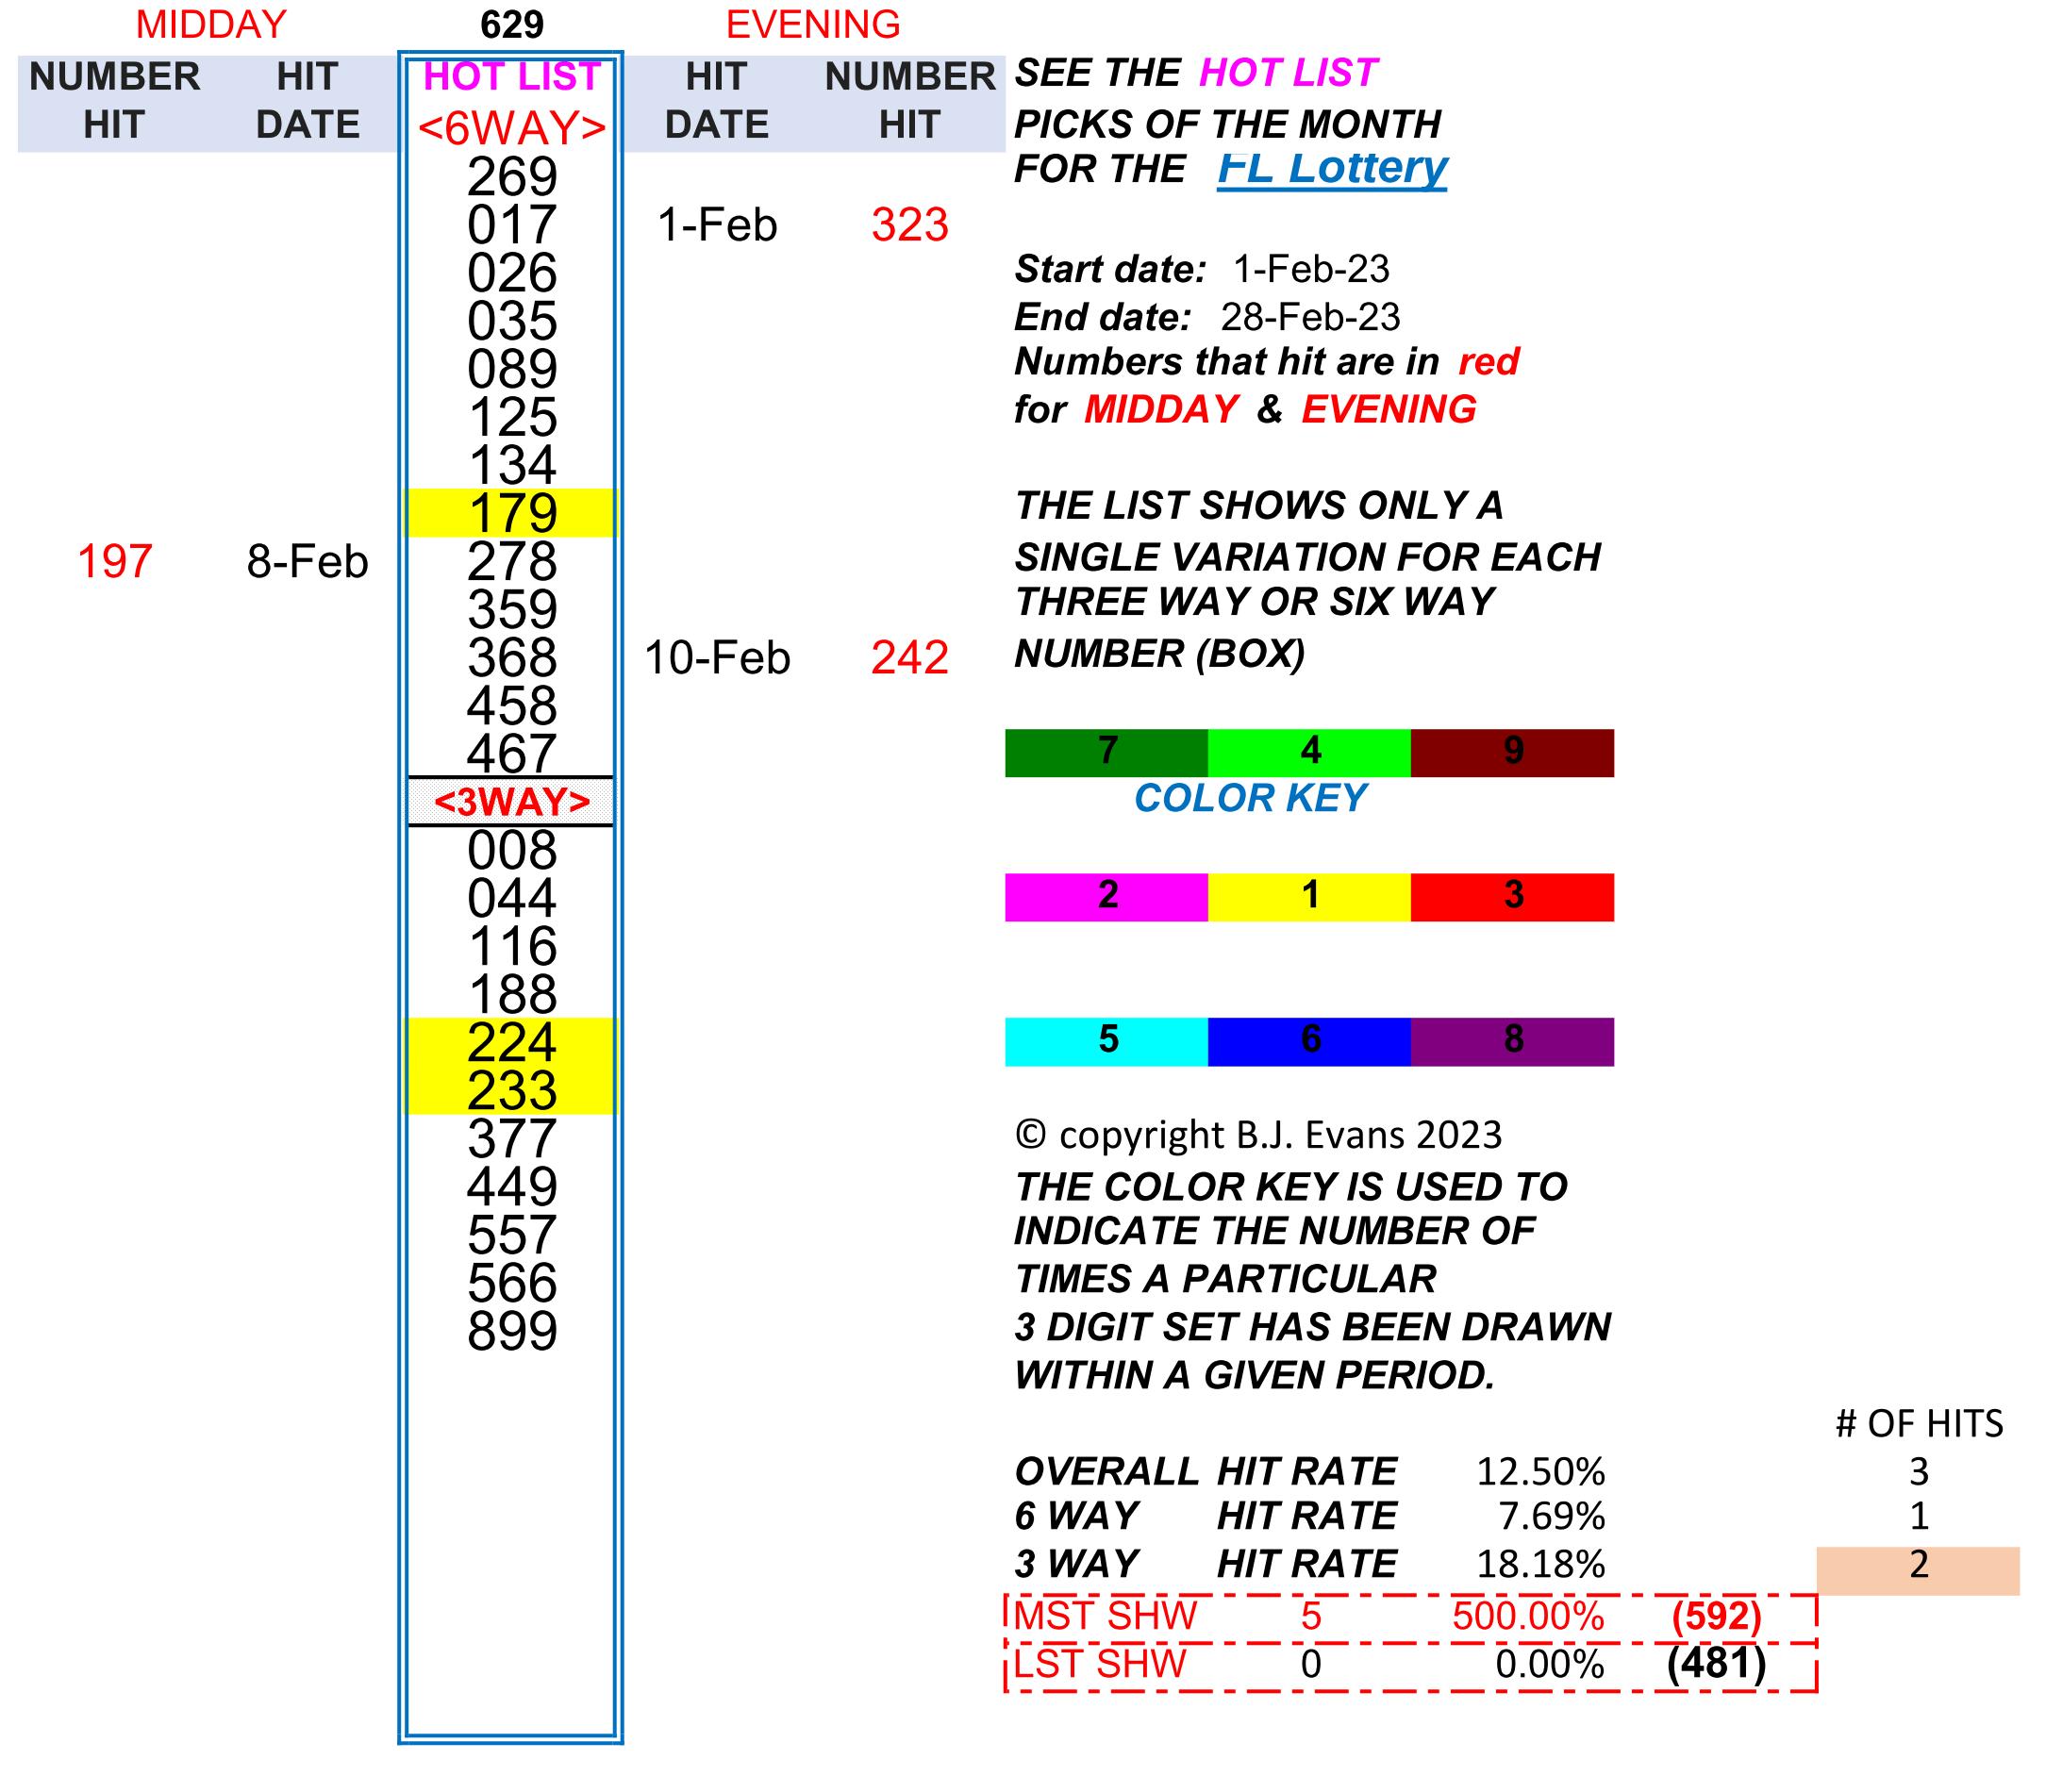 MIDDAY 629 EVENING
NUMBER HIT HOT LIST HIT NUMBER SEE THE HOT LIST
HIT DATE <6WAY> DATE HIT PICKS OF THE MONTH
269 FOR THE FL Lottery
017 1-Feb 323
026 Start date: 1-Feb-23
035 End date: 28-Feb-23
089 Numbers that hit are in red
125 for MIDDAY & EVENING
134
179 THE LIST SHOWS ONLY A
197 8-Feb 278 SINGLE VARIATION FOR EACH
359 THREE WAY OR SIX WAY
368 10-Feb 242 NUMBER (BOX)
458
467 7 4 9
<3WAY> COLOR KEY
008
044 2 1 3
116
188
224 5 6 8
233
377 © copyright B.J. Evans 2023
449 THE COLOR KEY IS USED TO
557 INDICATE THE NUMBER OF
566 TIMES A PARTICULAR
899 3 DIGIT SET HAS BEEN DRAWN
WITHIN A GIVEN PERIOD.
# OF HITS
OVERALL HIT RATE 12.50% 3
6 WAY HIT RATE 7.69% 1
3 WAY HIT RATE 18.18% 2
MST SHW 5 500.00% (592)
LST SHW 0 0.00% (481)